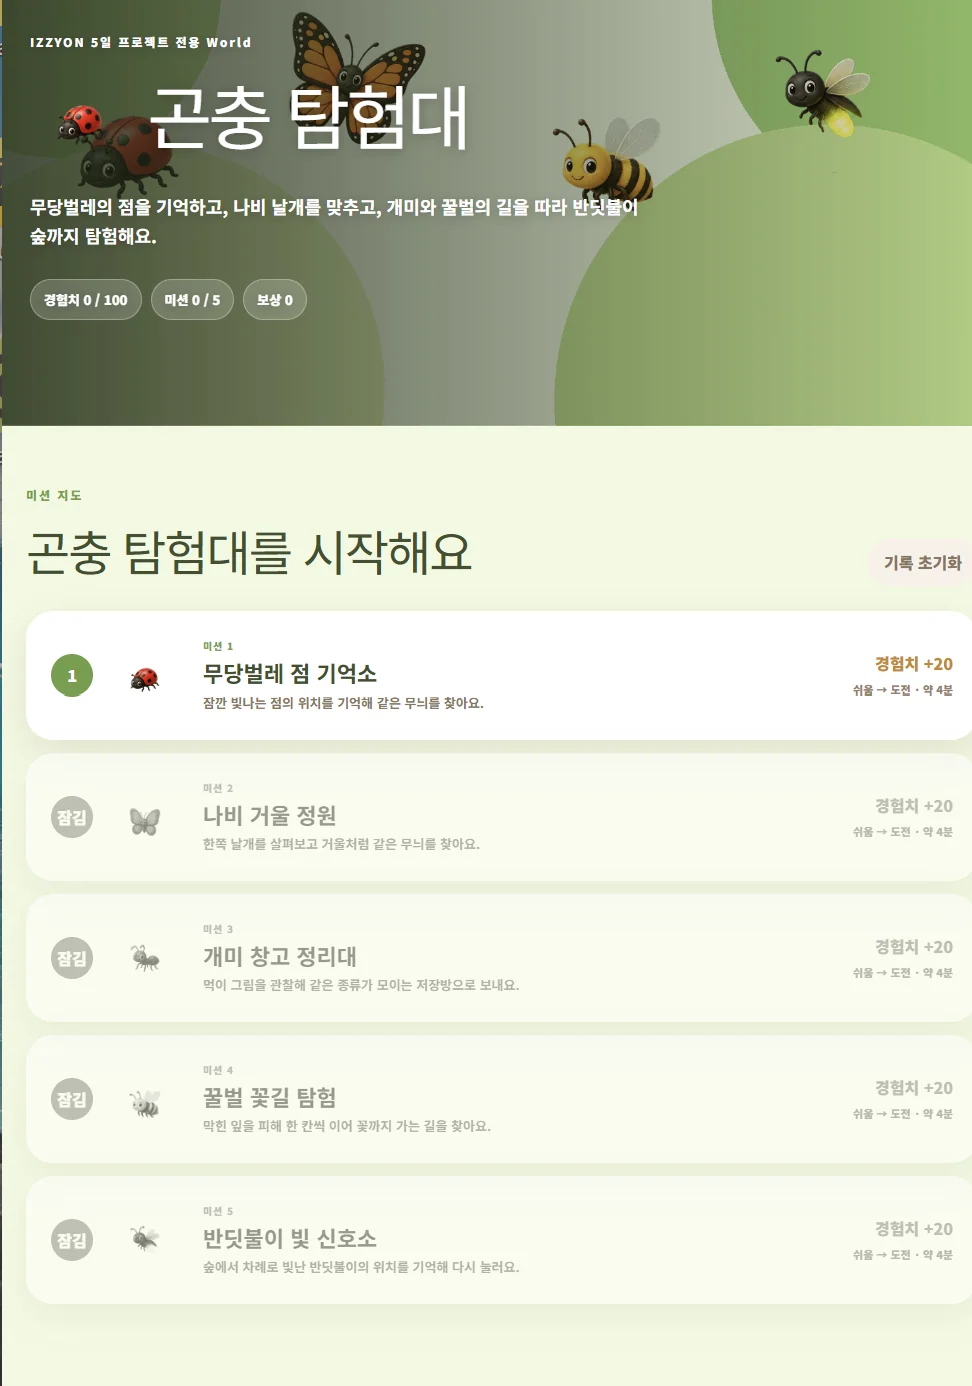 IZZYON 5일 프로젝트 전용 World
곤충 탐험대
무당벌레의 점을 기억하고, 나비 날개를 맞추고, 개미와 꿀벌의 길을 따라 반딧불이
숲까지 탐험해요.
경험치 0 / 100
미션 0 / 5
보상 0
미션 지도
곤충 탐험대를 시작해요
기록 초기화
1
미션 1
무당벌레 점 기억소
잠깐 빛나는 점의 위치를 기억해 같은 무늬를 찾아요.
경험치 +20
쉬움 → 도전 · 약 4분
잠김
미션 2
나비 거울 정원
한쪽 날개를 살펴보고 거울처럼 같은 무늬를 찾아요.
경험치 +20
쉬움 → 도전 · 약 4분
잠김
미션 3
개미 창고 정리대
먹이 그림을 관찰해 같은 종류가 모이는 저장방으로 보내요.
경험치 +20
쉬움 → 도전 · 약 4분
잠김
미션 4
꿀벌 꽃길 탐험
막힌 잎을 피해 한 칸씩 이어 꽃까지 가는 길을 찾아요.
경험치 +20
쉬움 → 도전 · 약 4분
잠김
미션 5
반딧불이 빛 신호소
숲에서 차례로 빛난 반딧불이의 위치를 기억해 다시 눌러요.
경험치 +20
쉬움 → 도전 · 약 4분